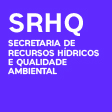 SRHQ
SECRETARIA DE
RECURSOS HÍDRICOS
E QUALIDADE
AMBIENTAL